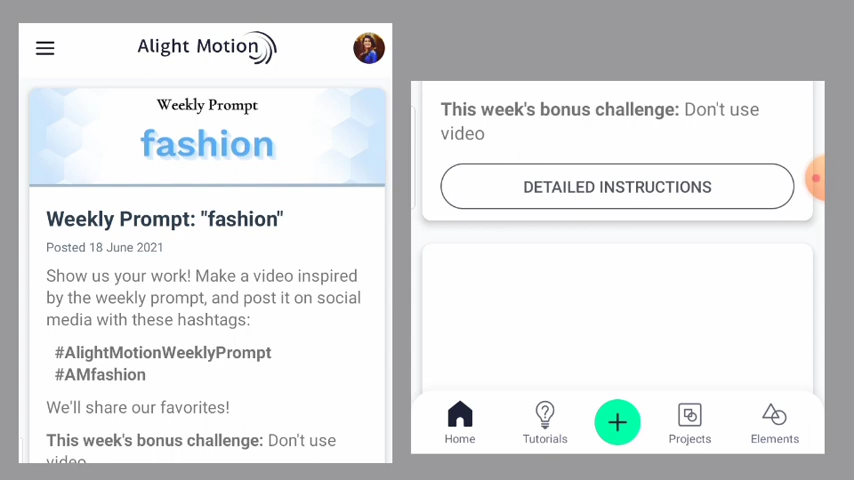 Alight Motion
Weekly Prompt
fashion
Weekly Prompt: "fashion"
Posted 18 June 2021
Show us your work! Make a video inspired
by the weekly prompt, and post it on social
media with these hashtags:
#AlightMotionWeeklyPrompt
#AMfashion
We'll share our favorites!
This week's bonus challenge: Don't use
video
This week's bonus challenge: Don't use
video
DETAILED INSTRUCTIONS
Home
Tutorials
Projects
Elements